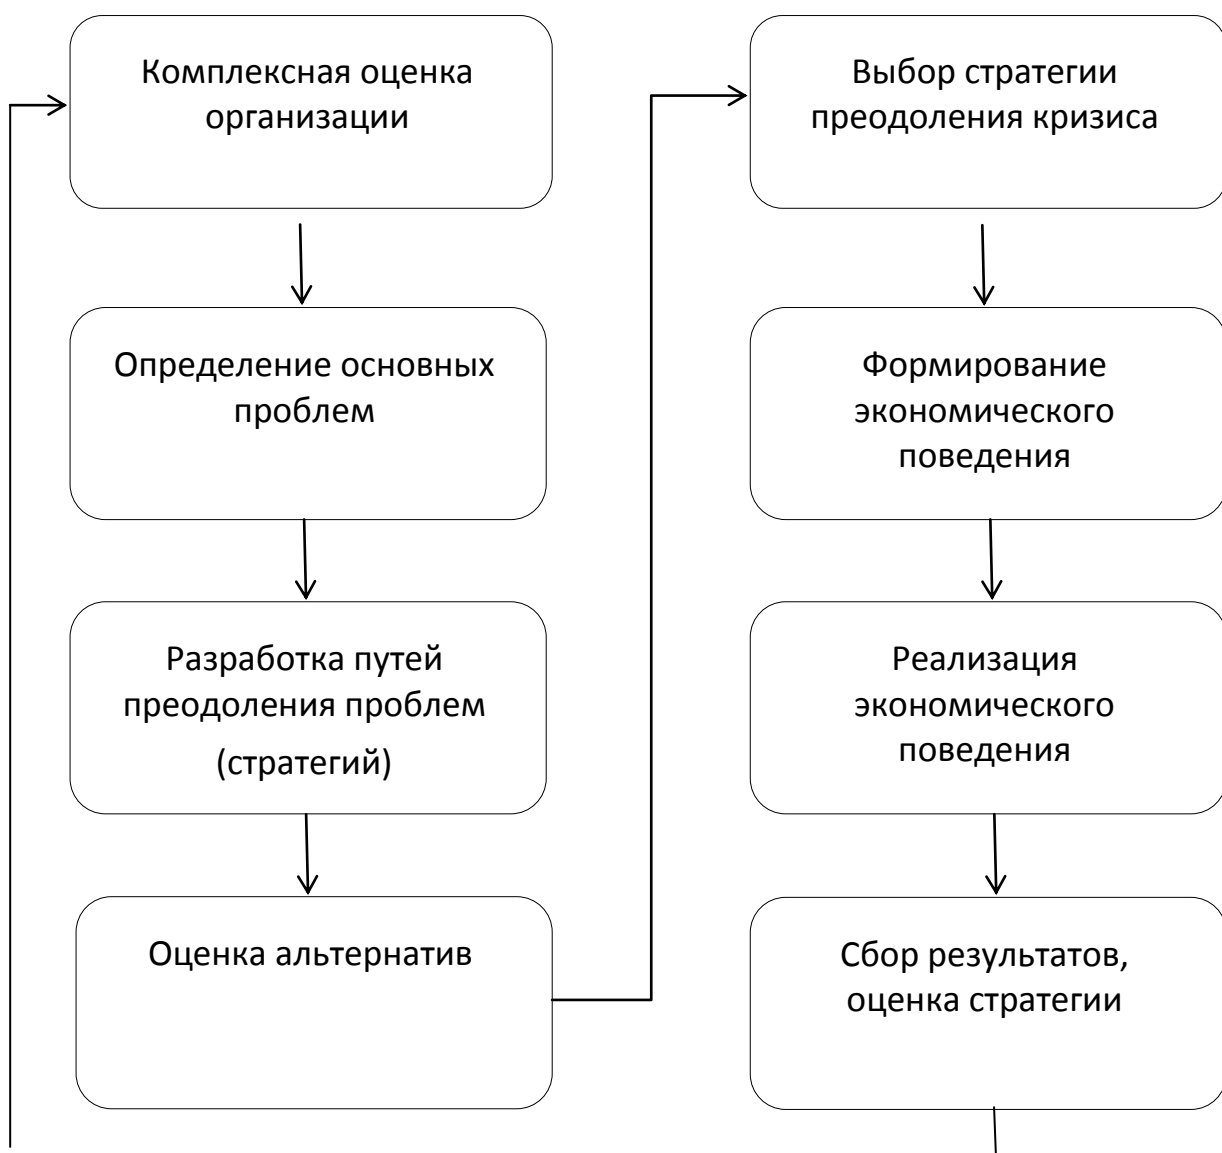 Комплексная оценка
организации
Определение основных
проблем
Разработка путей
преодоления проблем
(стратегий)
Оценка альтернатив
Выбор стратегии
преодоления кризиса
Формирование
экономического
поведения
Реализация
экономического
поведения
Сбор результатов,
оценка стратегии